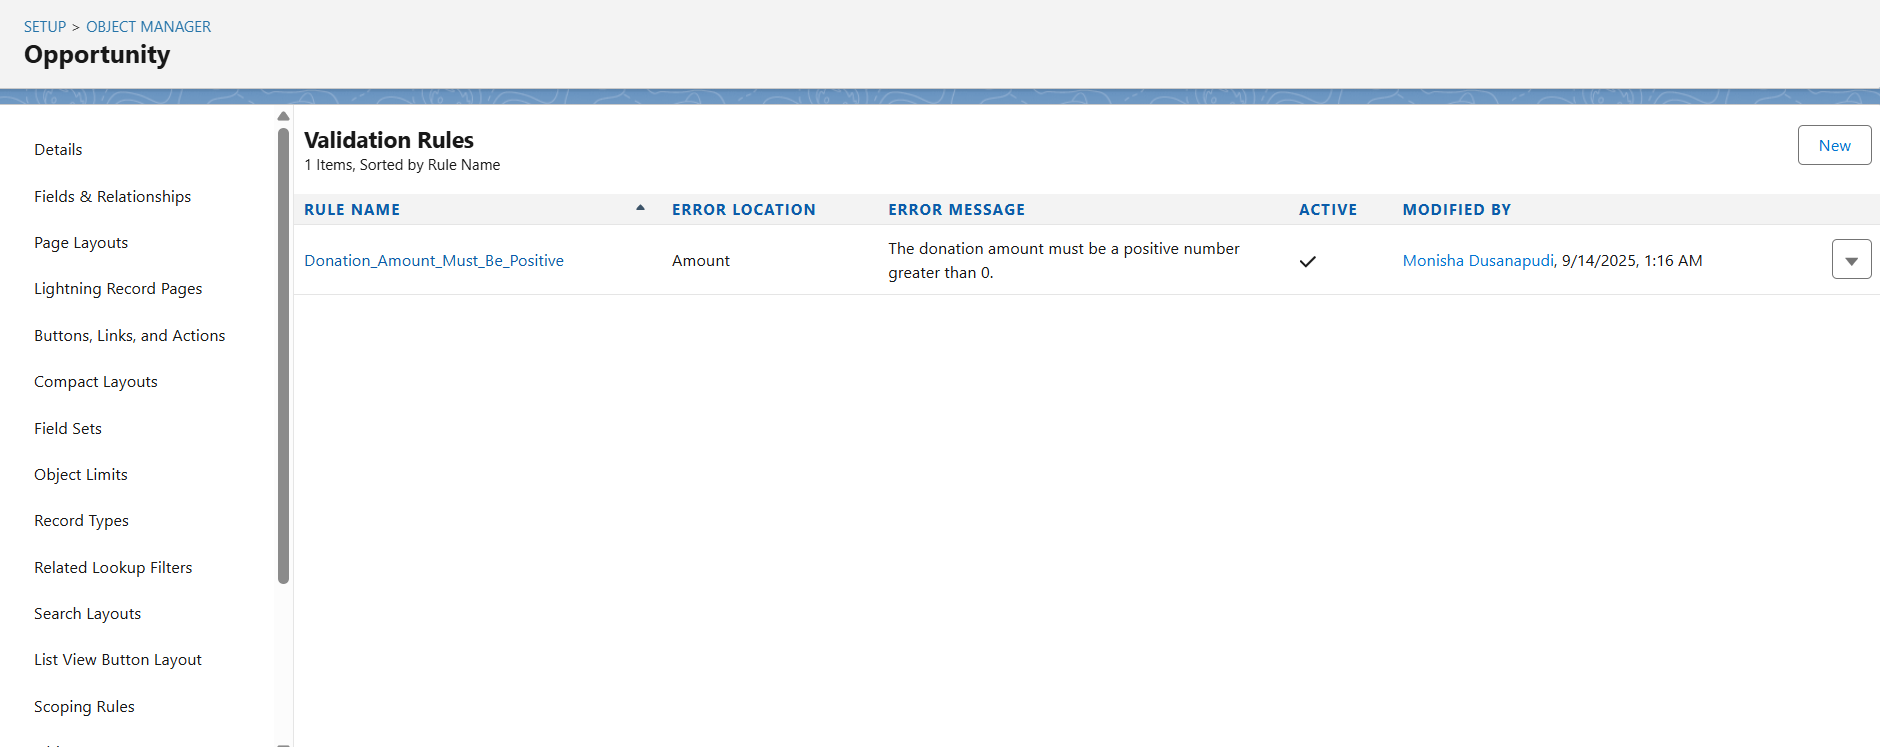 SETUP > OBJECT MANAGER
Opportunity
Details
Fields & Relationships
Page Layouts
Lightning Record Pages
Buttons, Links, and Actions
Compact Layouts
Field Sets
Object Limits
Record Types
Related Lookup Filters
Search Layouts
List View Button Layout
Scoping Rules
Validation Rules
1 Items, Sorted by Rule Name
New
RULE NAME ERROR LOCATION ERROR MESSAGE ACTIVE MODIFIED BY
Donation_Amount_Must_Be_Positive Amount The donation amount must be a positive number
greater than 0. Monisha Dusanapudi, 9/14/2025, 1:16 AM